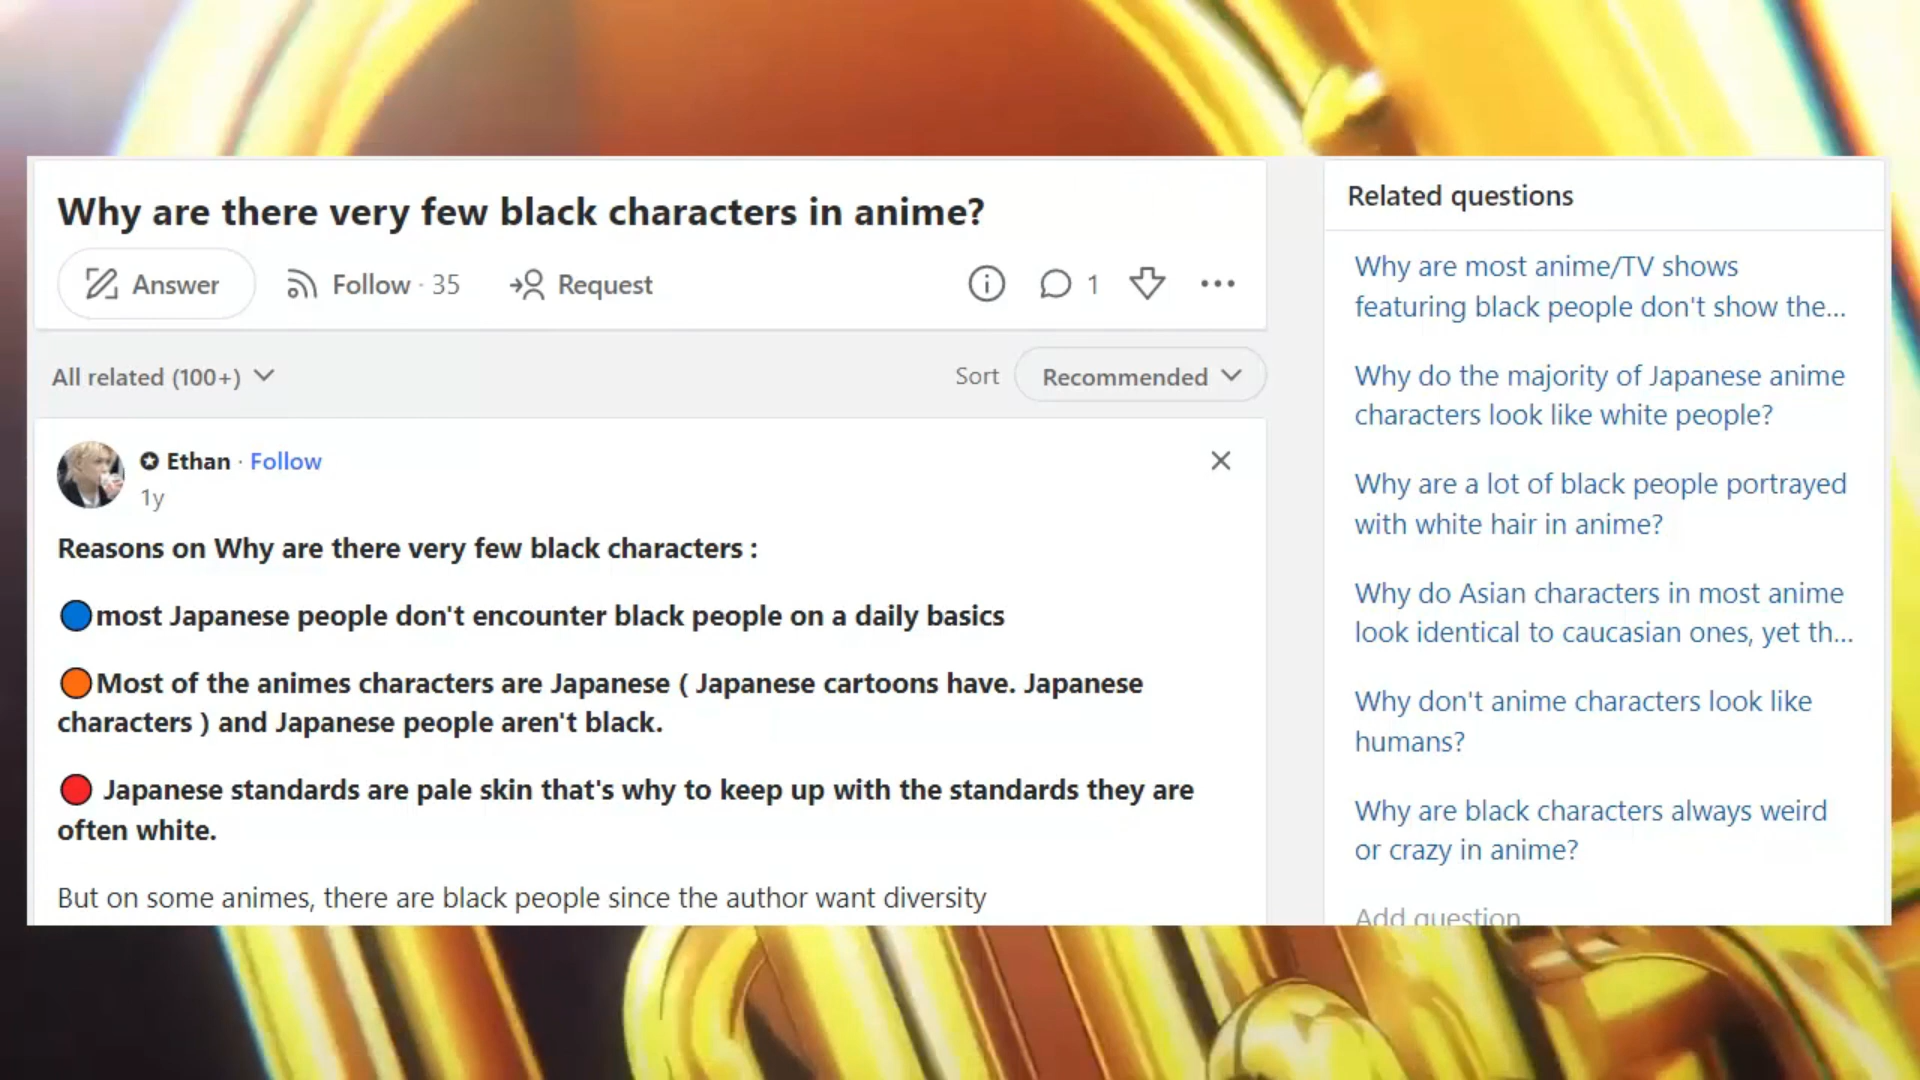 Why are there very few black characters in anime?
Answer
Follow · 35
Request
1
All related (100+)
Sort
Recommended
Ethan · Follow
1y
Reasons on Why are there very few black characters :
most Japanese people don't encounter black people on a daily basics
Most of the animes characters are Japanese ( Japanese cartoons have. Japanese
characters ) and Japanese people aren't black.
Japanese standards are pale skin that's why to keep up with the standards they are
often white.
But on some animes, there are black people since the author want diversity
Related questions
Why are most anime/TV shows
featuring black people don't show the...
Why do the majority of Japanese anime
characters look like white people?
Why are a lot of black people portrayed
with white hair in anime?
Why do Asian characters in most anime
look identical to caucasian ones, yet th...
Why don't anime characters look like
humans?
Why are black characters always weird
or crazy in anime?
Add question